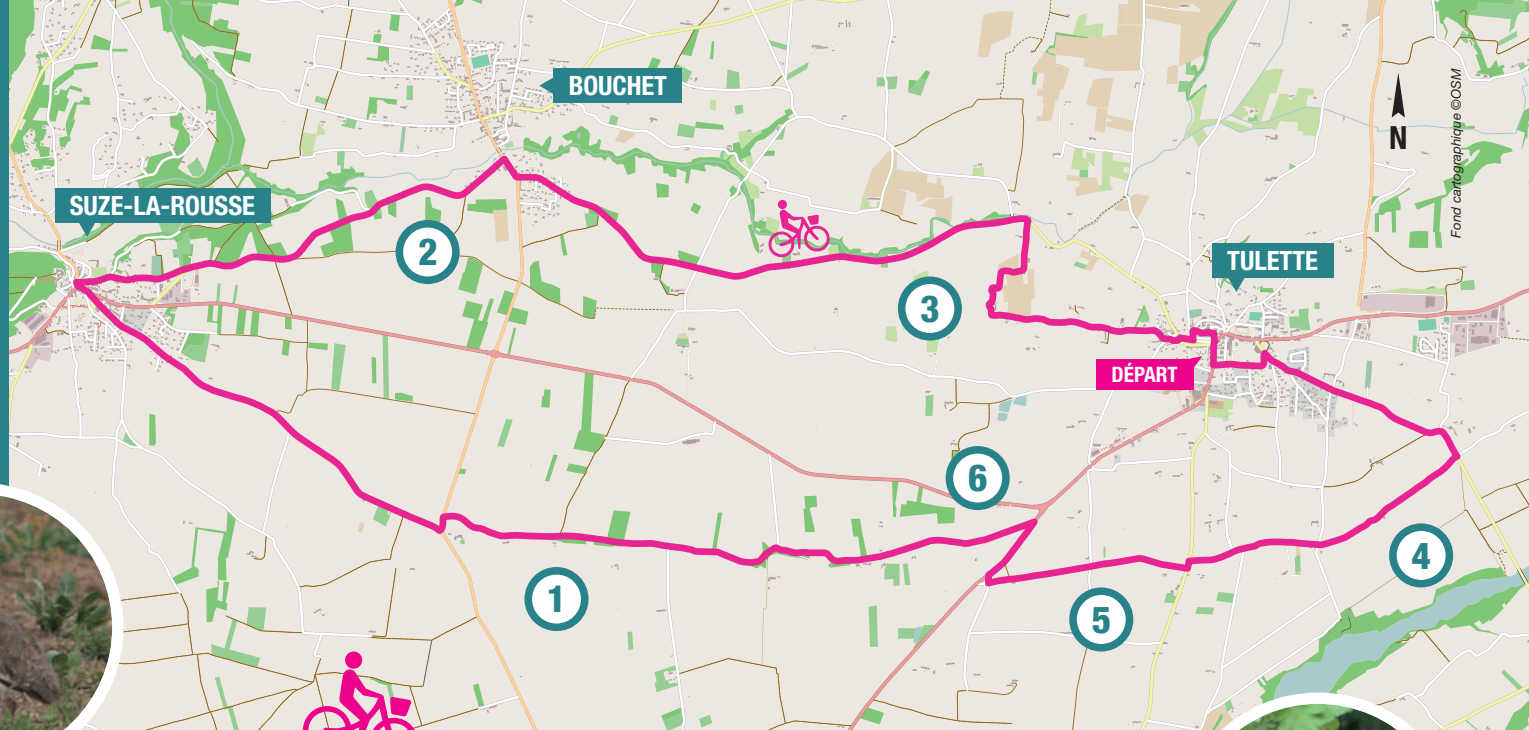 BOUCHET
N
Fond cartographique ©OSM
SUZE-LA-ROUSSE
2
TULETTE
3
DÉPART
6
4
1
5